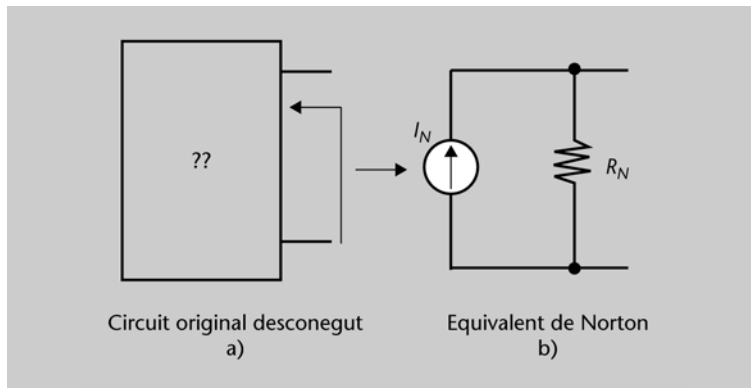 ??
I_N
R_N
Circuit original desconegut
a)
Equivalent de Norton
b)